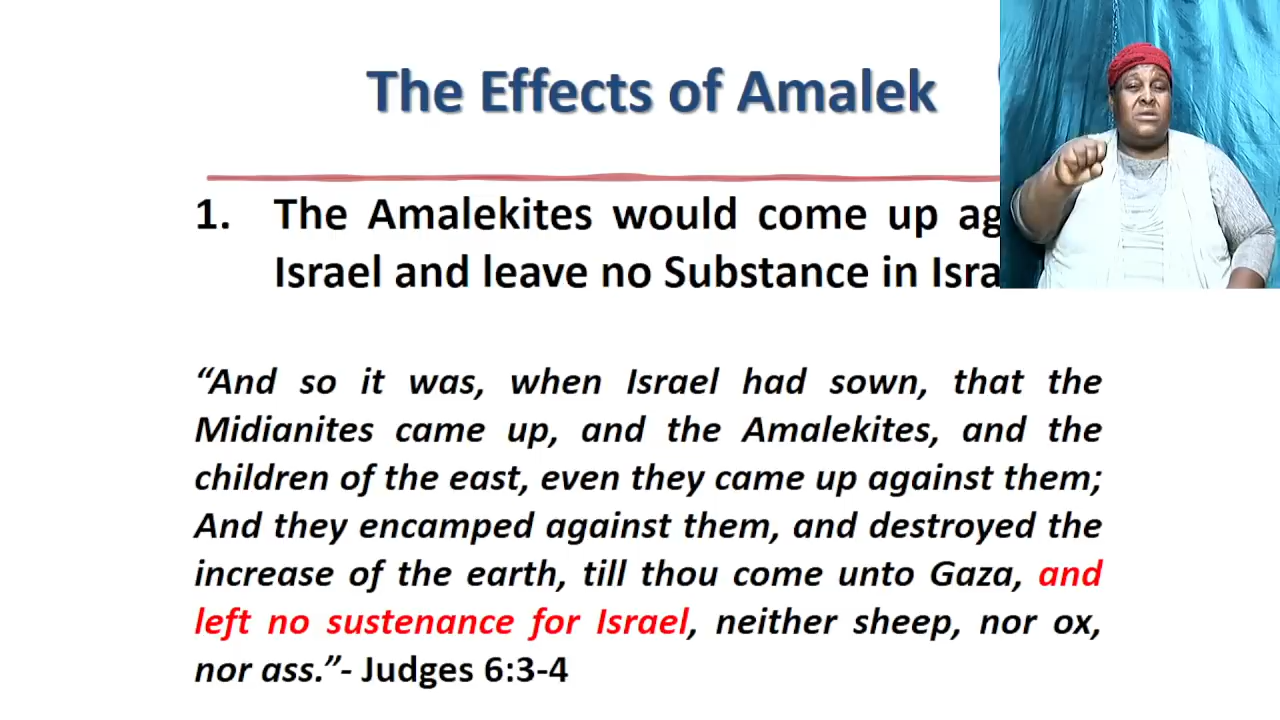 The Effects of Amalek
1. The Amalekites would come up
Israel and leave no Substance in
“And so it was, when Israel had sown, that the
Midianites came up, and the Amalekites, and the
children of the east, even they came up against them;
And they encamped against them, and destroyed the
increase of the earth, till thou come unto Gaza, and
left no sustenance for Israel, neither sheep, nor ox,
nor ass.”- Judges 6:3-4